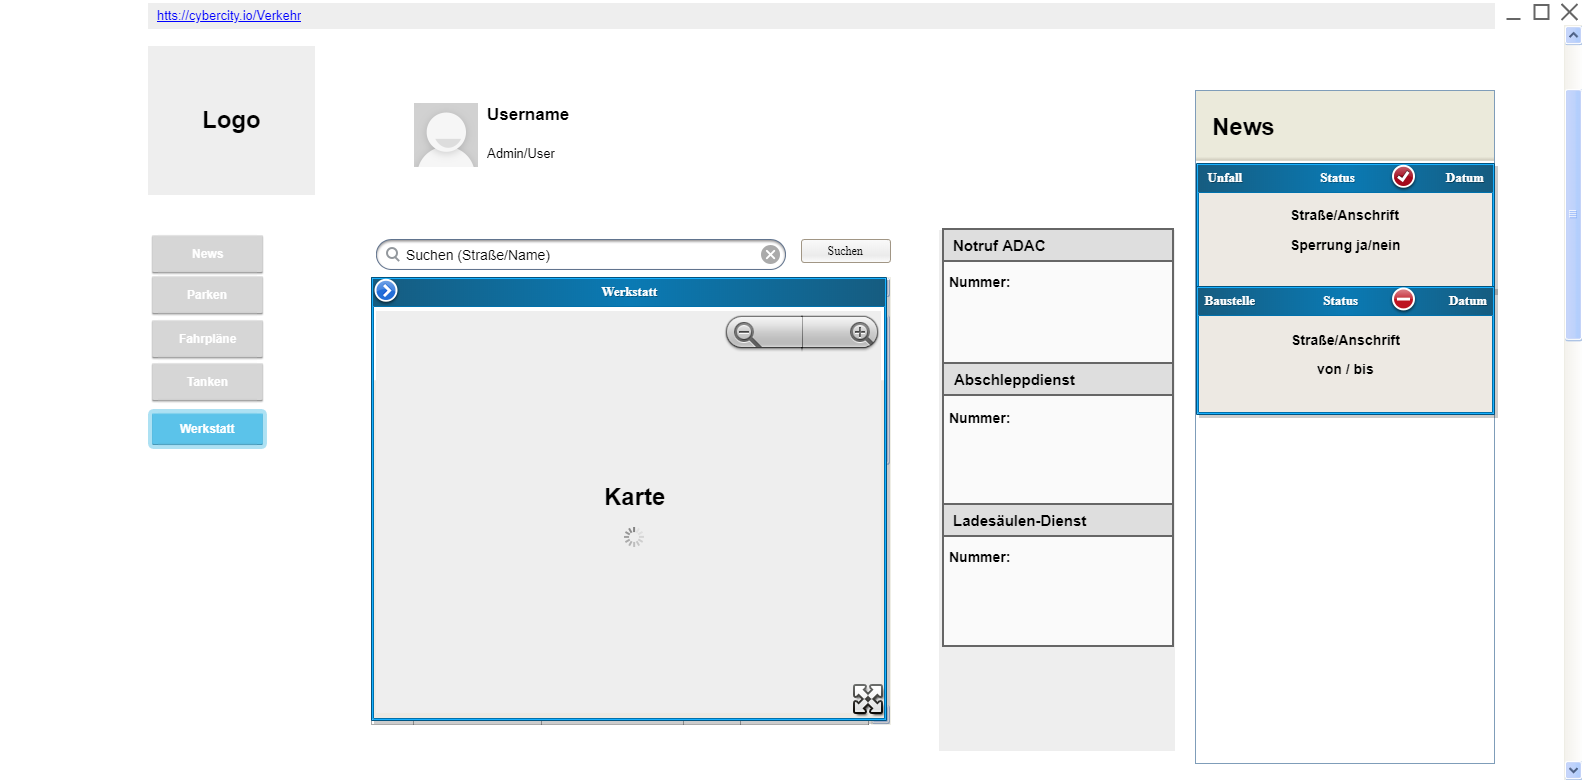 htts://cybercity.io/Verkehr
Logo
Username
Admin/User
News
Parken
Fahrpläne
Tanken
Werkstatt
Suchen (Straße/Name)
Suchen
Werkstatt
Karte
Notruf ADAC
Nummer:
Abschleppdienst
Nummer:
Ladesäulen-Dienst
Nummer:
News
Unfall Status Datum
Straße/Anschrift
Sperrung ja/nein
Baustelle Status Datum
Straße/Anschrift
von / bis